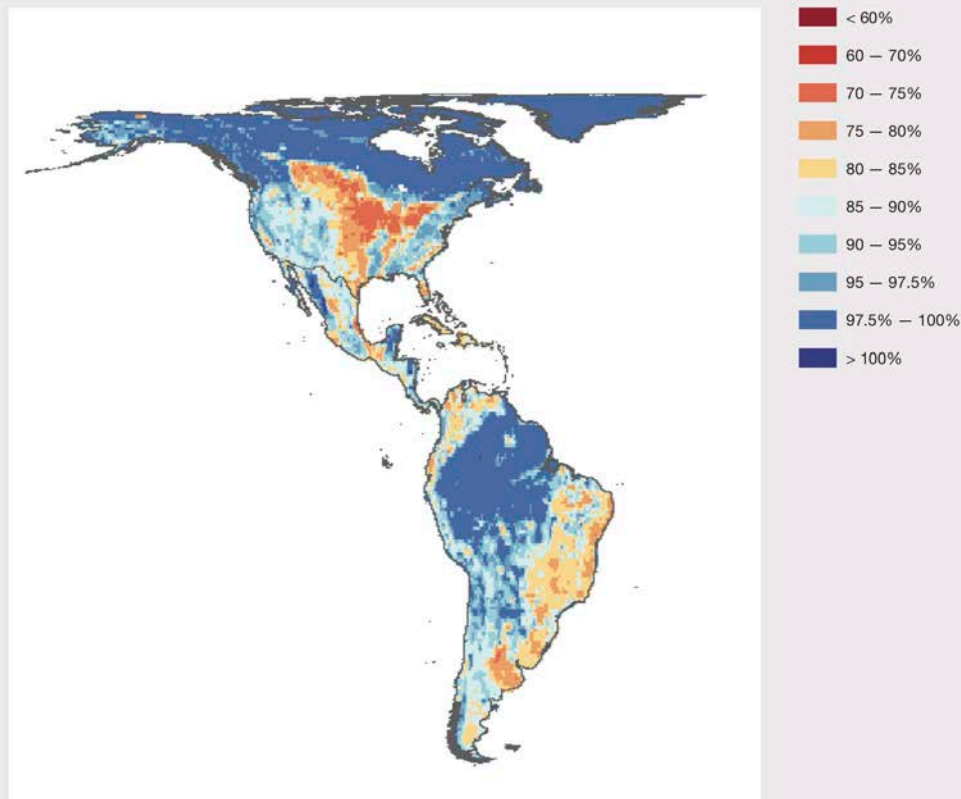 < 60%
60 — 70%
70 — 75%
75 — 80%
80 — 85%
85 — 90%
90 — 95%
95 — 97.5%
97.5% — 100%
> 100%